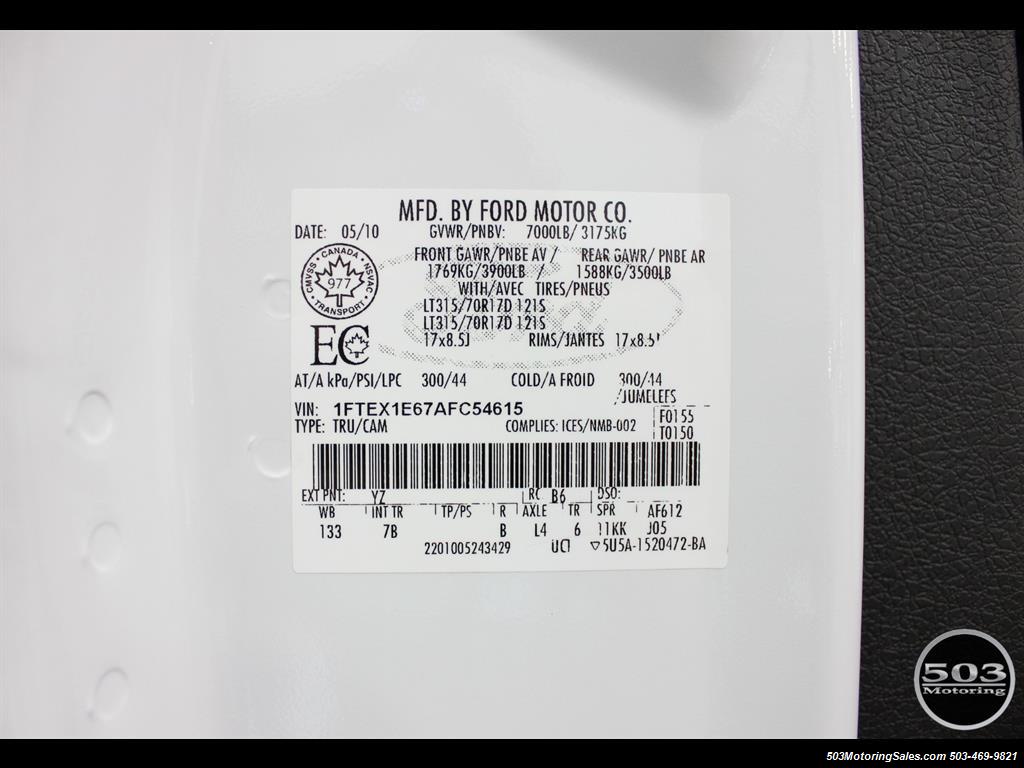 MFD. BY FORD MOTOR CO.
DATE: 05/10 GVWR/PNBV: 7000LB/ 3175KG
FRONT GAWR/PNBE AV / REAR GAWR/ PNBE AR
1769KG/3900LB / 1588KG/3500LB
WITH/AVEC TIRES/PNEUS
LT315/70R17D 121S
LT315/70R17D 121S
17x8.5J RIMS/JANTES 17x8.5J
CANADA
CMVSS NSVAC
977
TRANSPORT
EC
AT/A kPa/PSI/LPC 300/44 COLD/A FROID 300/44
/JUMELEES
VIN: 1FTEX1E67AFC54615
F0155
TYPE: TRU/CAM COMPLIES: ICES/NMB-002
T0150
EXT PNT: YZ RC B6 DSO:
WB INT TR TP/PS R AXLE TR SPR AF612
133 7B B L4 6 11KK J05
2201005243429 UCI ▽5U5A-1520472-BA
503
Motoring
503MotoringSales.com 503-469-9821